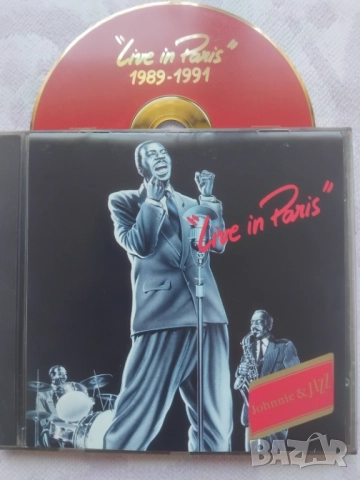 "Live in Paris"
1989-1991
"Live in Paris"
Johnnie & Jazz
bazar